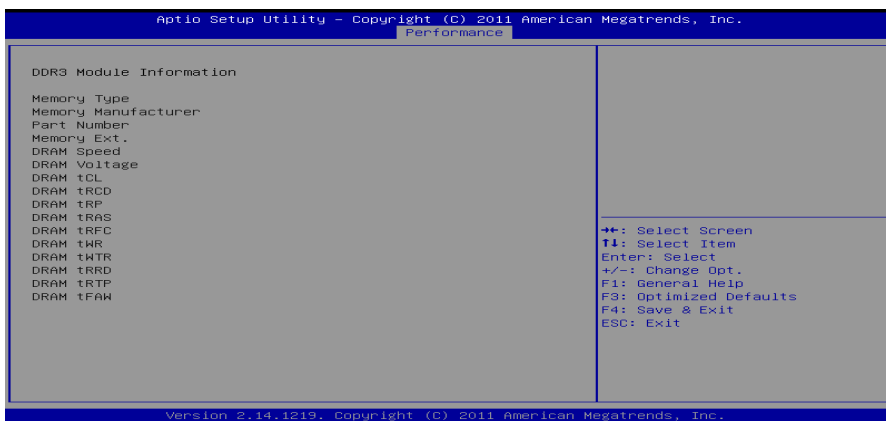 Aptio Setup Utility – Copyright (C) 2011 American Megatrends, Inc.
Performance
DDR3 Module Information
Memory Type
Memory Manufacturer
Part Number
Memory Ext.
DRAM Speed
DRAM Voltage
DRAM tCL
DRAM tRCD
DRAM tRP
DRAM tRAS
DRAM tRFC
DRAM tWR
DRAM tWTR
DRAM tRRD
DRAM tRTP
DRAM tFAW
→←: Select Screen
↑↓: Select Item
Enter: Select
+/-: Change Opt.
F1: General Help
F3: Optimized Defaults
F4: Save & Exit
ESC: Exit
Version 2.14.1219. Copyright (C) 2011 American Megatrends, Inc.